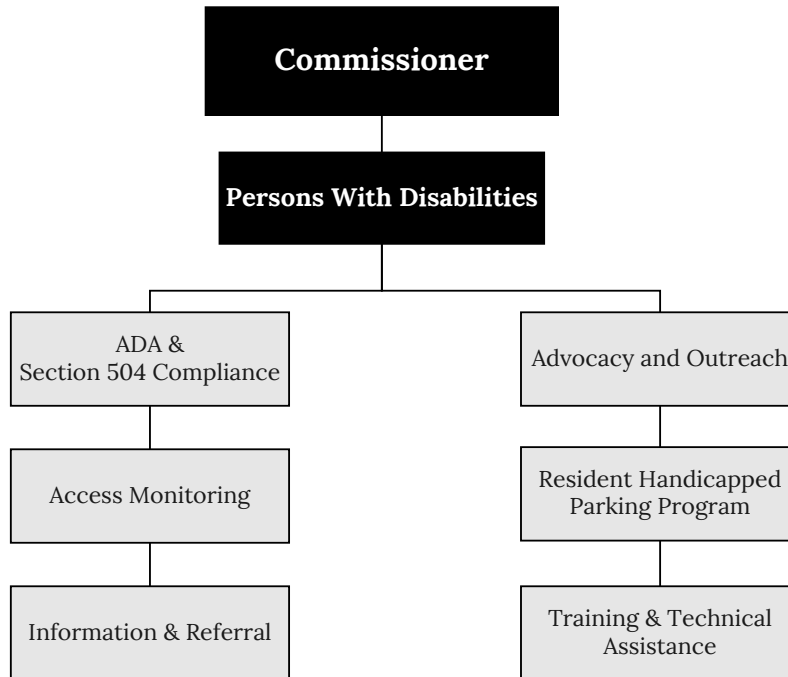 Commissioner
Persons With Disabilities
ADA &
Section 504 Compliance
Advocacy and Outreach
Access Monitoring
Resident Handicapped
Parking Program
Information & Referral
Training & Technical
Assistance